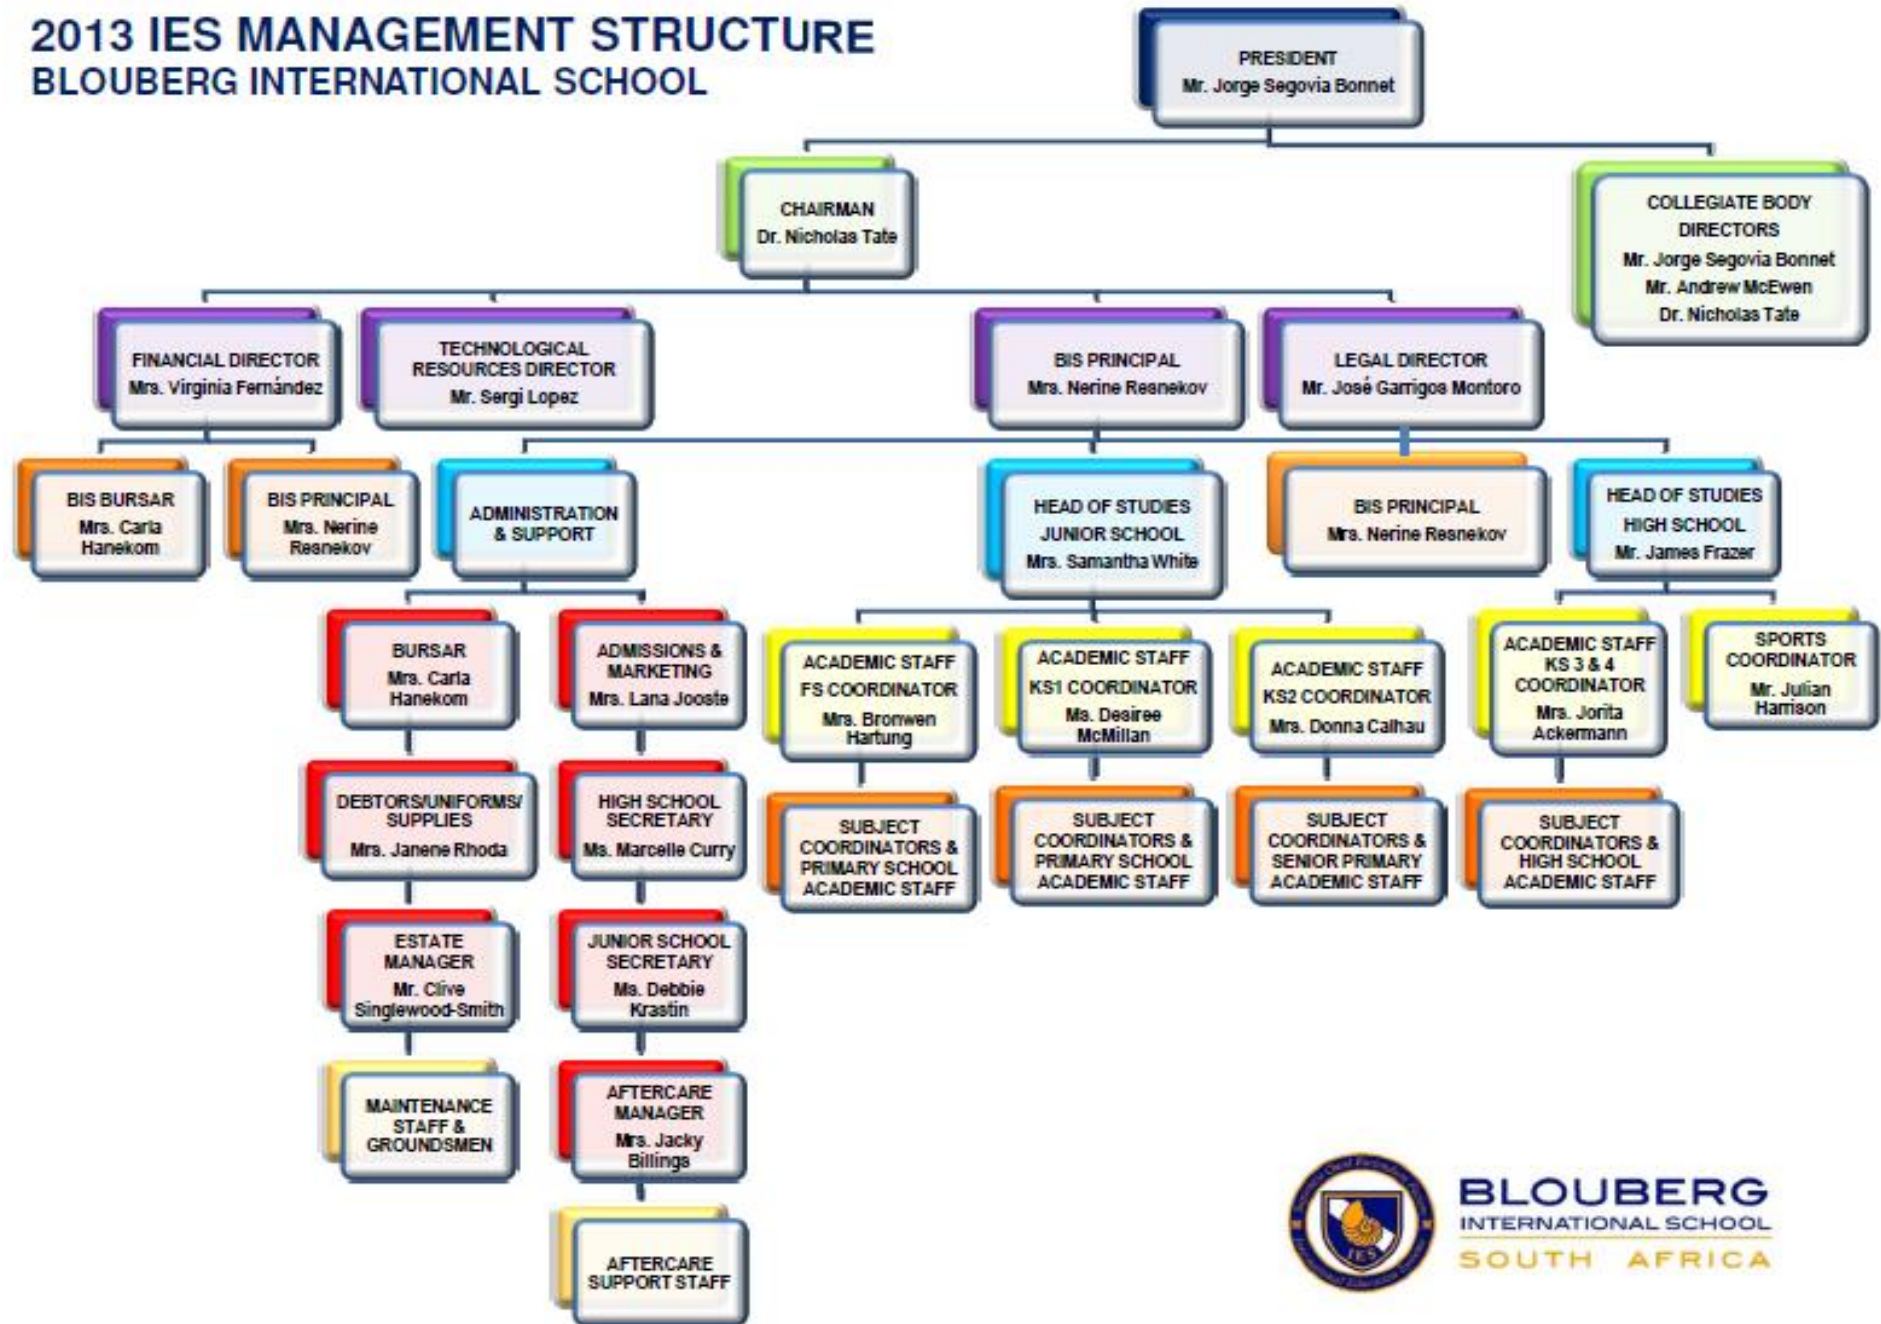 2013 IES MANAGEMENT STRUCTURE
BLOUBERG INTERNATIONAL SCHOOL
PRESIDENT
Mr. Jorge Segovia Bonnet
CHAIRMAN
Dr. Nicholas Tate
COLLEGIATE BODY
DIRECTORS
Mr. Jorge Segovia Bonnet
Mr. Andrew McEwen
Dr. Nicholas Tate
FINANCIAL DIRECTOR
Mrs. Virginia Fernández
TECHNOLOGICAL
RESOURCES DIRECTOR
Mr. Sergi Lopez
BIS PRINCIPAL
Mrs. Nerine Resnekov
LEGAL DIRECTOR
Mr. José Garrigos Montoro
BIS BURSAR
Mrs. Carla
Hanekom
BIS PRINCIPAL
Mrs. Nerine
Resnekov
ADMINISTRATION
& SUPPORT
HEAD OF STUDIES
JUNIOR SCHOOL
Mrs. Samantha White
BIS PRINCIPAL
Mrs. Nerine Resnekov
HEAD OF STUDIES
HIGH SCHOOL
Mr. James Frazer
BURSAR
Mrs. Carla
Hanekom
ADMISSIONS &
MARKETING
Mrs. Lana Jooste
ACADEMIC STAFF
FS COORDINATOR
Mrs. Bronwen
Hartung
ACADEMIC STAFF
KS1 COORDINATOR
Ms. Desiree
McMillan
ACADEMIC STAFF
KS2 COORDINATOR
Mrs. Donna Calhau
ACADEMIC STAFF
KS 3 & 4
COORDINATOR
Mrs. Jorita
Ackermann
SPORTS
COORDINATOR
Mr. Julian
Harrison
DEBTORS/UNIFORMS/
SUPPLIES
Mrs. Janene Rhoda
HIGH SCHOOL
SECRETARY
Ms. Marcelle Curry
SUBJECT
COORDINATORS &
PRIMARY SCHOOL
ACADEMIC STAFF
SUBJECT
COORDINATORS &
PRIMARY SCHOOL
ACADEMIC STAFF
SUBJECT
COORDINATORS &
SENIOR PRIMARY
ACADEMIC STAFF
SUBJECT
COORDINATORS &
HIGH SCHOOL
ACADEMIC STAFF
ESTATE
MANAGER
Mr. Clive
Singlewood-Smith
JUNIOR SCHOOL
SECRETARY
Ms. Debbie
Krastin
MAINTENANCE
STAFF &
GROUNDSMEN
AFTERCARE
MANAGER
Mrs. Jacky
Billings
AFTERCARE
SUPPORT STAFF
IES
BLOUBERG
INTERNATIONAL SCHOOL
SOUTH AFRICA